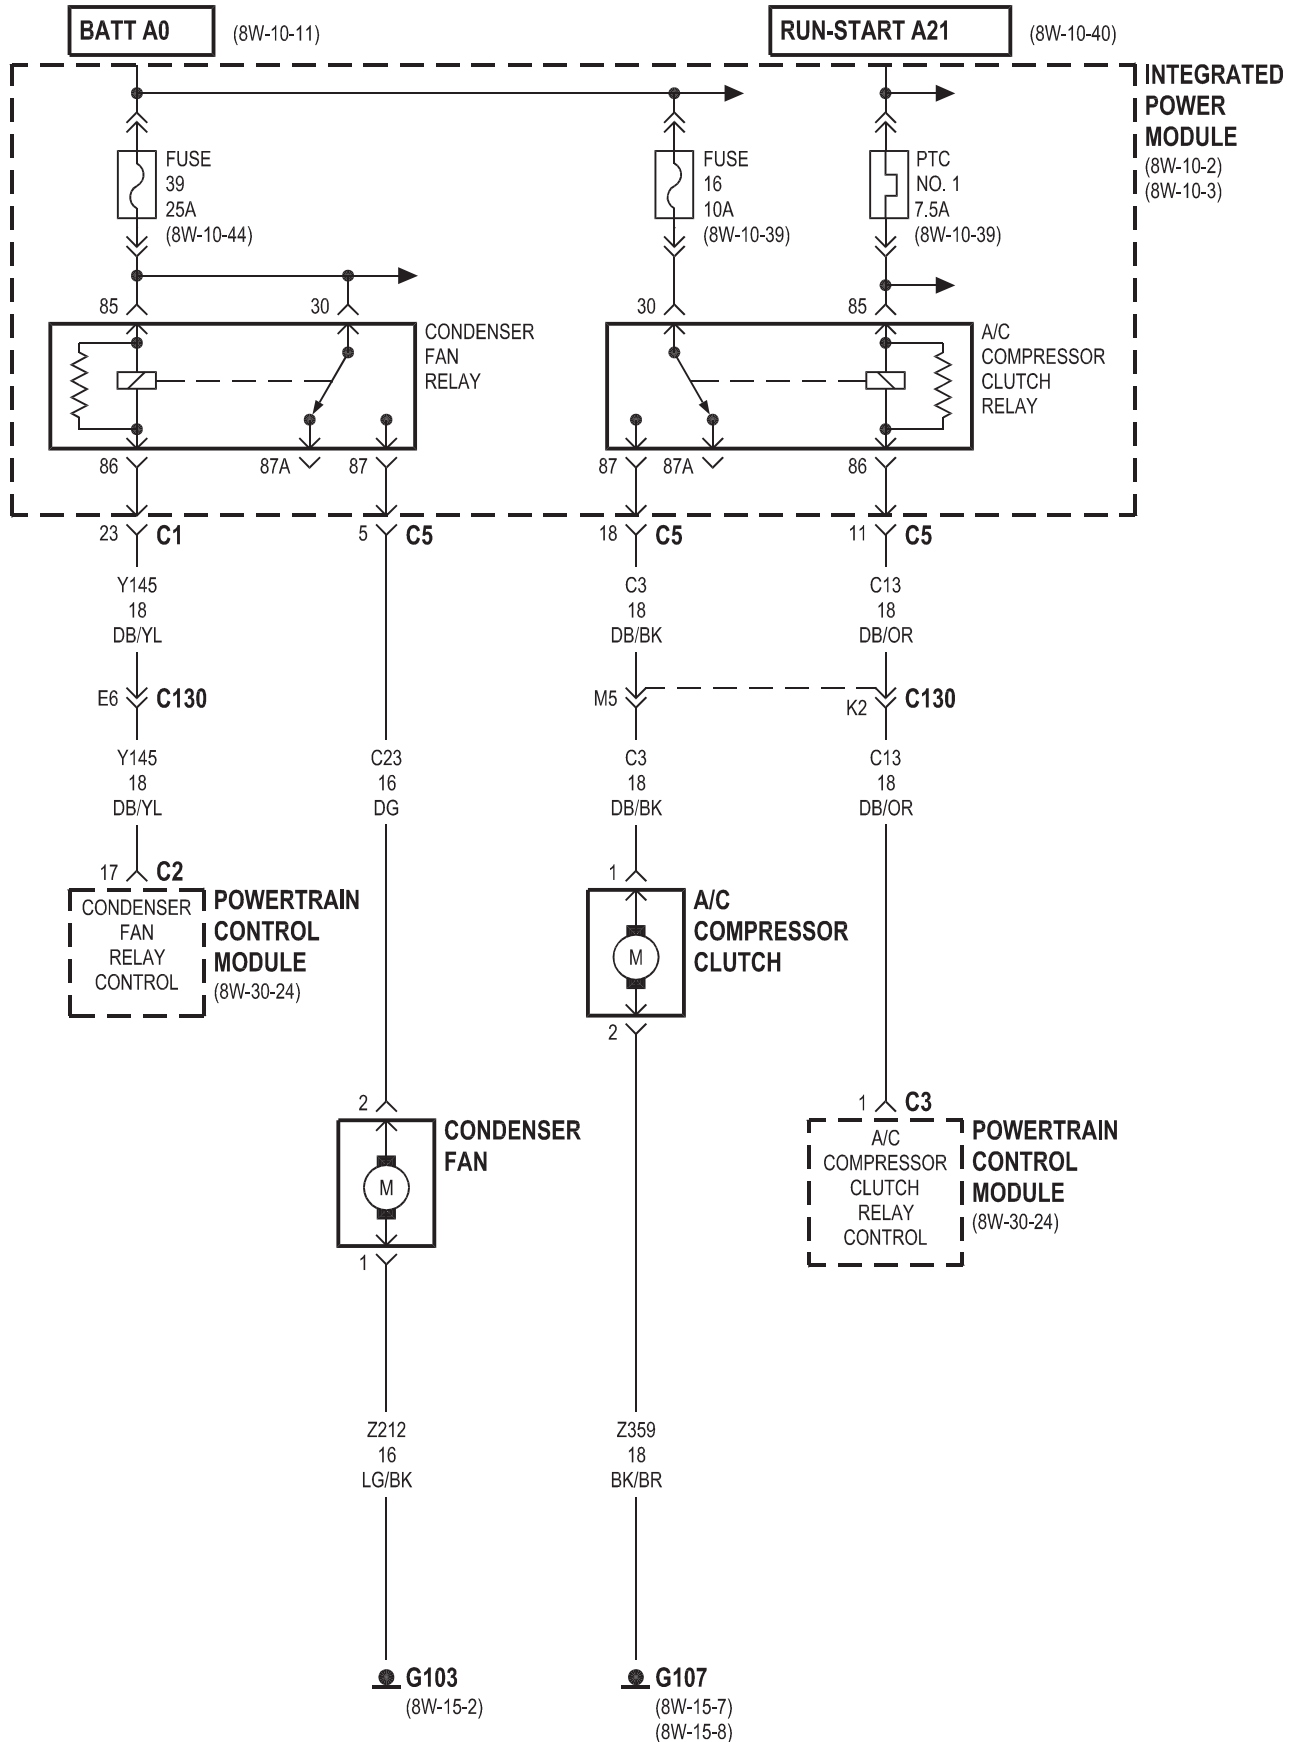 BATT A0
(8W-10-11)
RUN-START A21
(8W-10-40)
INTEGRATED
POWER
MODULE
(8W-10-2)
(8W-10-3)
FUSE
39
25A
(8W-10-44)
FUSE
16
10A
(8W-10-39)
PTC
NO. 1
7.5A
(8W-10-39)
85
30
30
85
CONDENSER
FAN
RELAY
A/C
COMPRESSOR
CLUTCH
RELAY
86
87A
87
87
87A
86
23
C1
5
C5
18
C5
11
C5
Y145
18
DB/YL
C3
18
DB/BK
C13
18
DB/OR
E6
C130
M5
K2
C130
Y145
18
DB/YL
C23
16
DG
C3
18
DB/BK
C13
18
DB/OR
17
C2
CONDENSER
FAN
RELAY
CONTROL
POWERTRAIN
CONTROL
MODULE
(8W-30-24)
1
M
2
A/C
COMPRESSOR
CLUTCH
2
M
1
CONDENSER
FAN
1
C3
A/C
COMPRESSOR
CLUTCH
RELAY
CONTROL
POWERTRAIN
CONTROL
MODULE
(8W-30-24)
Z212
16
LG/BK
Z359
18
BK/BR
G103
(8W-15-2)
G107
(8W-15-7)
(8W-15-8)